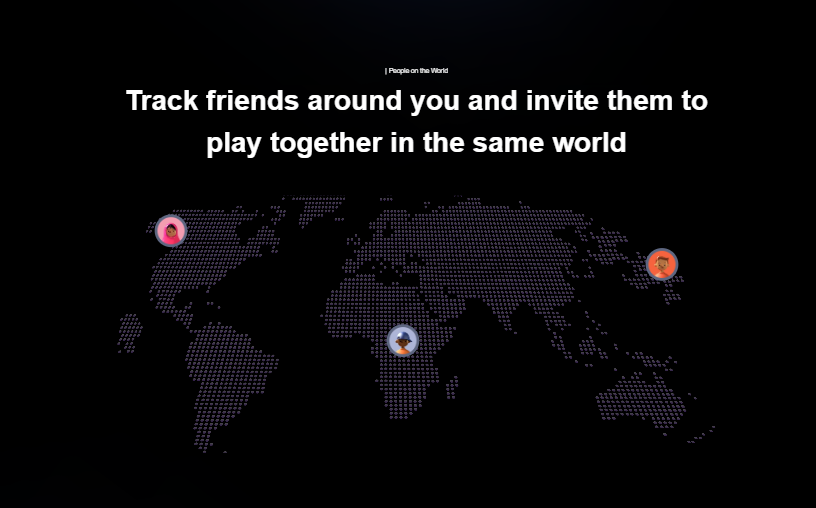 | People on the World
Track friends around you and invite them to
play together in the same world